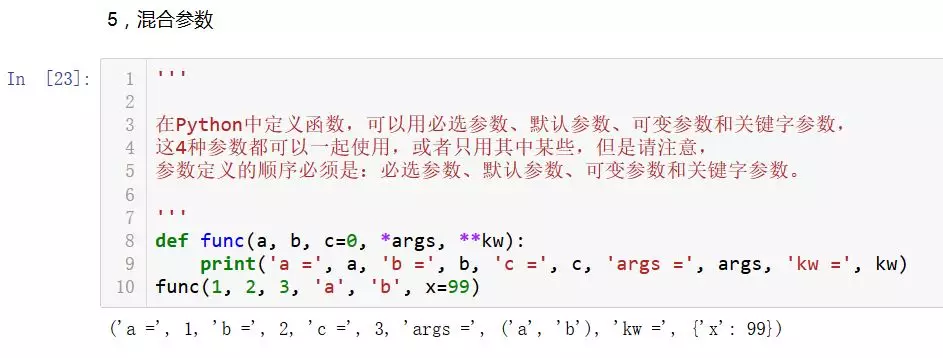 5，混合参数
In [23]:
1 '''
2
3 在Python中定义函数，可以用必选参数、默认参数、可变参数和关键字参数，
4 这4种参数都可以一起使用，或者只用其中某些，但是请注意，
5 参数定义的顺序必须是：必选参数、默认参数、可变参数和关键字参数。
6
7 '''
8 def func(a, b, c=0, *args, **kw):
9     print('a =', a, 'b =', b, 'c =', c, 'args =', args, 'kw =', kw)
10 func(1, 2, 3, 'a', 'b', x=99)
('a =', 1, 'b =', 2, 'c =', 3, 'args =', ('a', 'b'), 'kw =', {'x': 99})